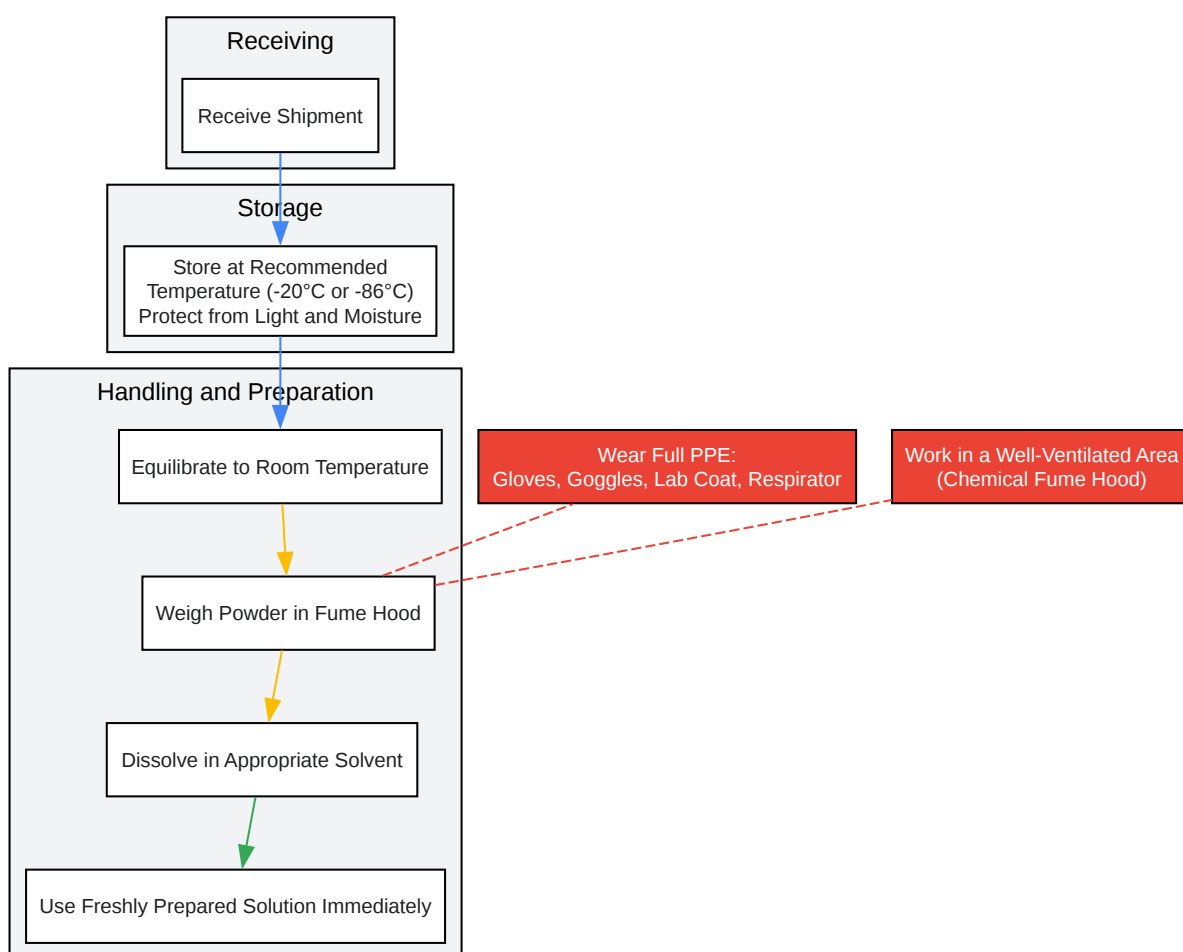 Receiving
Receive Shipment
Storage
Store at Recommended
Temperature (-20°C or -86°C)
Protect from Light and Moisture
Handling and Preparation
Equilibrate to Room Temperature
Wear Full PPE:
Gloves, Goggles, Lab Coat, Respirator
Work in a Well-Ventilated Area
(Chemical Fume Hood)
Weigh Powder in Fume Hood
Dissolve in Appropriate Solvent
Use Freshly Prepared Solution Immediately